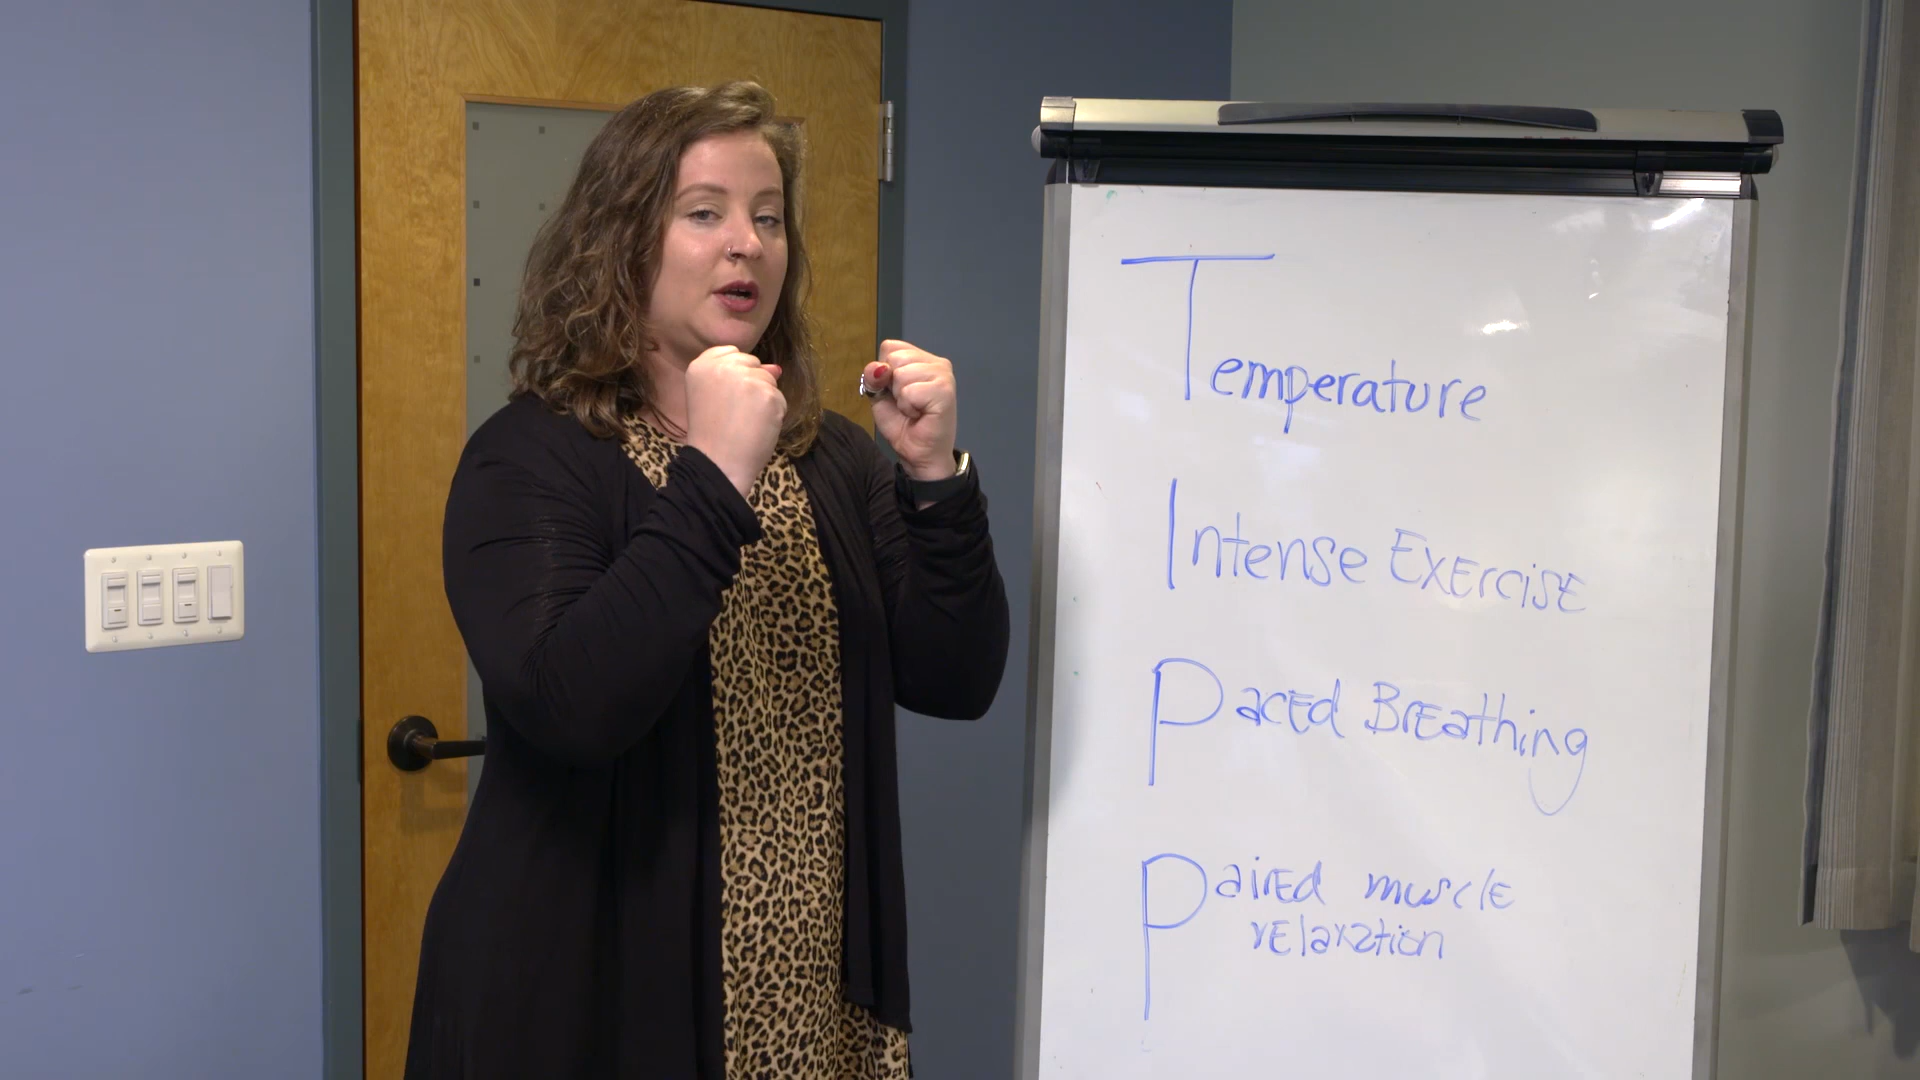 Temperature
Intense Exercise
Paced Breathing
Paired muscle
relaxation